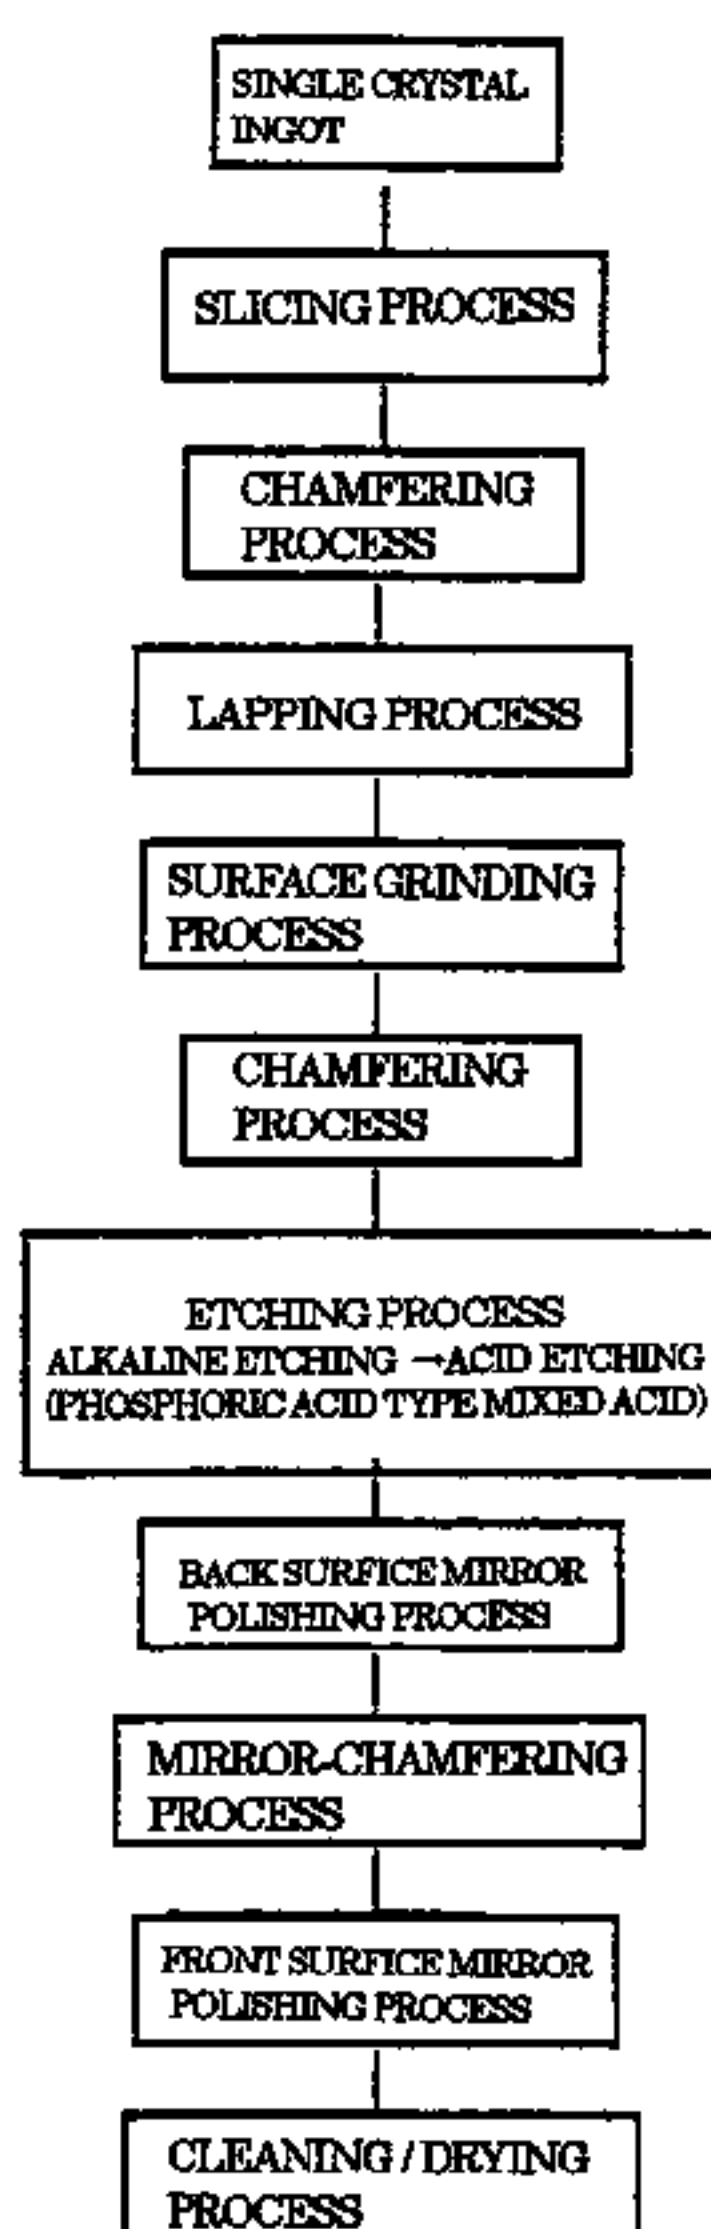 SINGLE CRYSTAL
INGOT
SLICING PROCESS
CHAMFERING
PROCESS
LAPPING PROCESS
SURFACE GRINDING
PROCESS
CHAMFERING
PROCESS
ETCHING PROCESS
ALKALINE ETCHING →ACID ETCHING
(PHOSPHORIC ACID TYPE MIXED ACID)
BACK SURFICE MIRROR
POLISHING PROCESS
MIRROR-CHAMFERING
PROCESS
FRONT SURFICE MIRROR
POLISHING PROCESS
CLEANING / DRYING
PROCESS